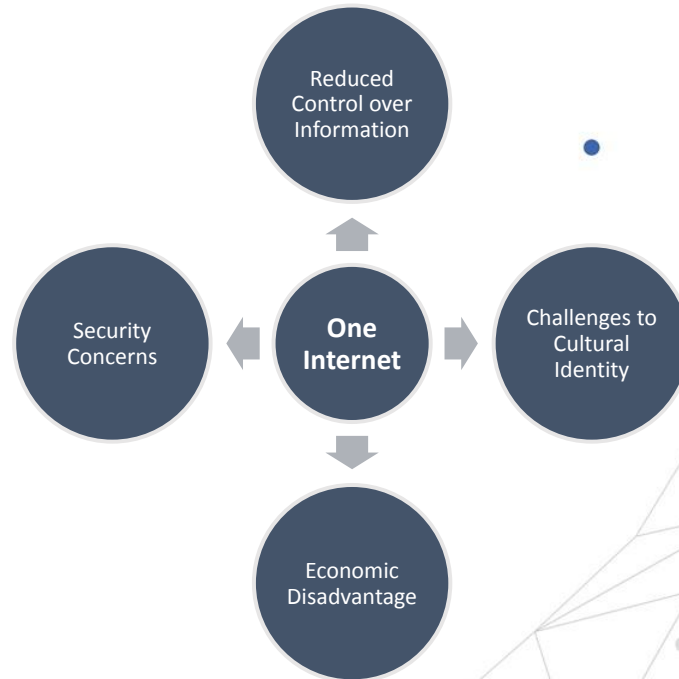 Reduced
Control over
Information
Security
Concerns
One
Internet
Challenges to
Cultural
Identity
Economic
Disadvantage